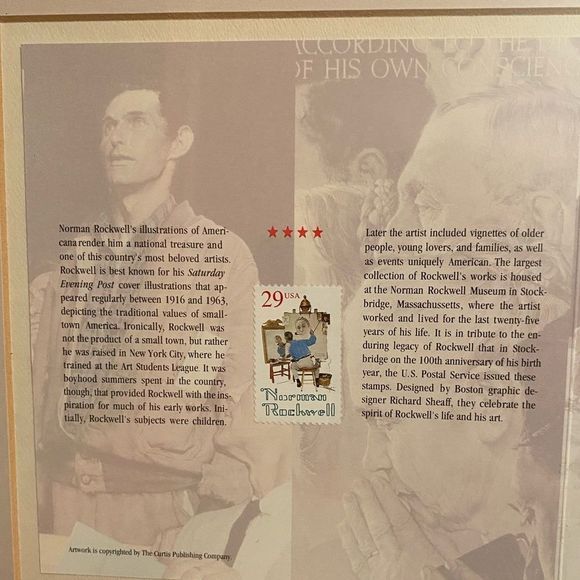 ACCORDING TO THE
OF HIS OWN CONSCIENCE
Norman Rockwell's illustrations of Ameri-
cana render him a national treasure and
one of this country's most beloved artists.
Rockwell is best known for his Saturday
Evening Post cover illustrations that ap-
peared regularly between 1916 and 1963,
depicting the traditional values of small-
town America. Ironically, Rockwell was
not the product of a small town, but rather
he was raised in New York City, where he
trained at the Art Students League. It was
boyhood summers spent in the country,
though, that provided Rockwell with the ins-
piration for much of his early works. Ini-
tially, Rockwell's subjects were children.
29 USA
Norman
Rockwell
Later the artist included vignettes of older
people, young lovers, and families, as well
as events uniquely American. The largest
collection of Rockwell's works is housed
at the Norman Rockwell Museum in Stock-
bridge, Massachussetts, where the artist
worked and lived for the last twenty-five
years of his life. It is in tribute to the en-
during legacy of Rockwell that in Stock-
bridge on the 100th anniversary of his birth
year, the U.S. Postal Service issued these
stamps. Designed by Boston graphic de-
signer Richard Sheaff, they celebrate the
spirit of Rockwell's life and his art.
Artwork is copyrighted by The Curtis Publishing Company.